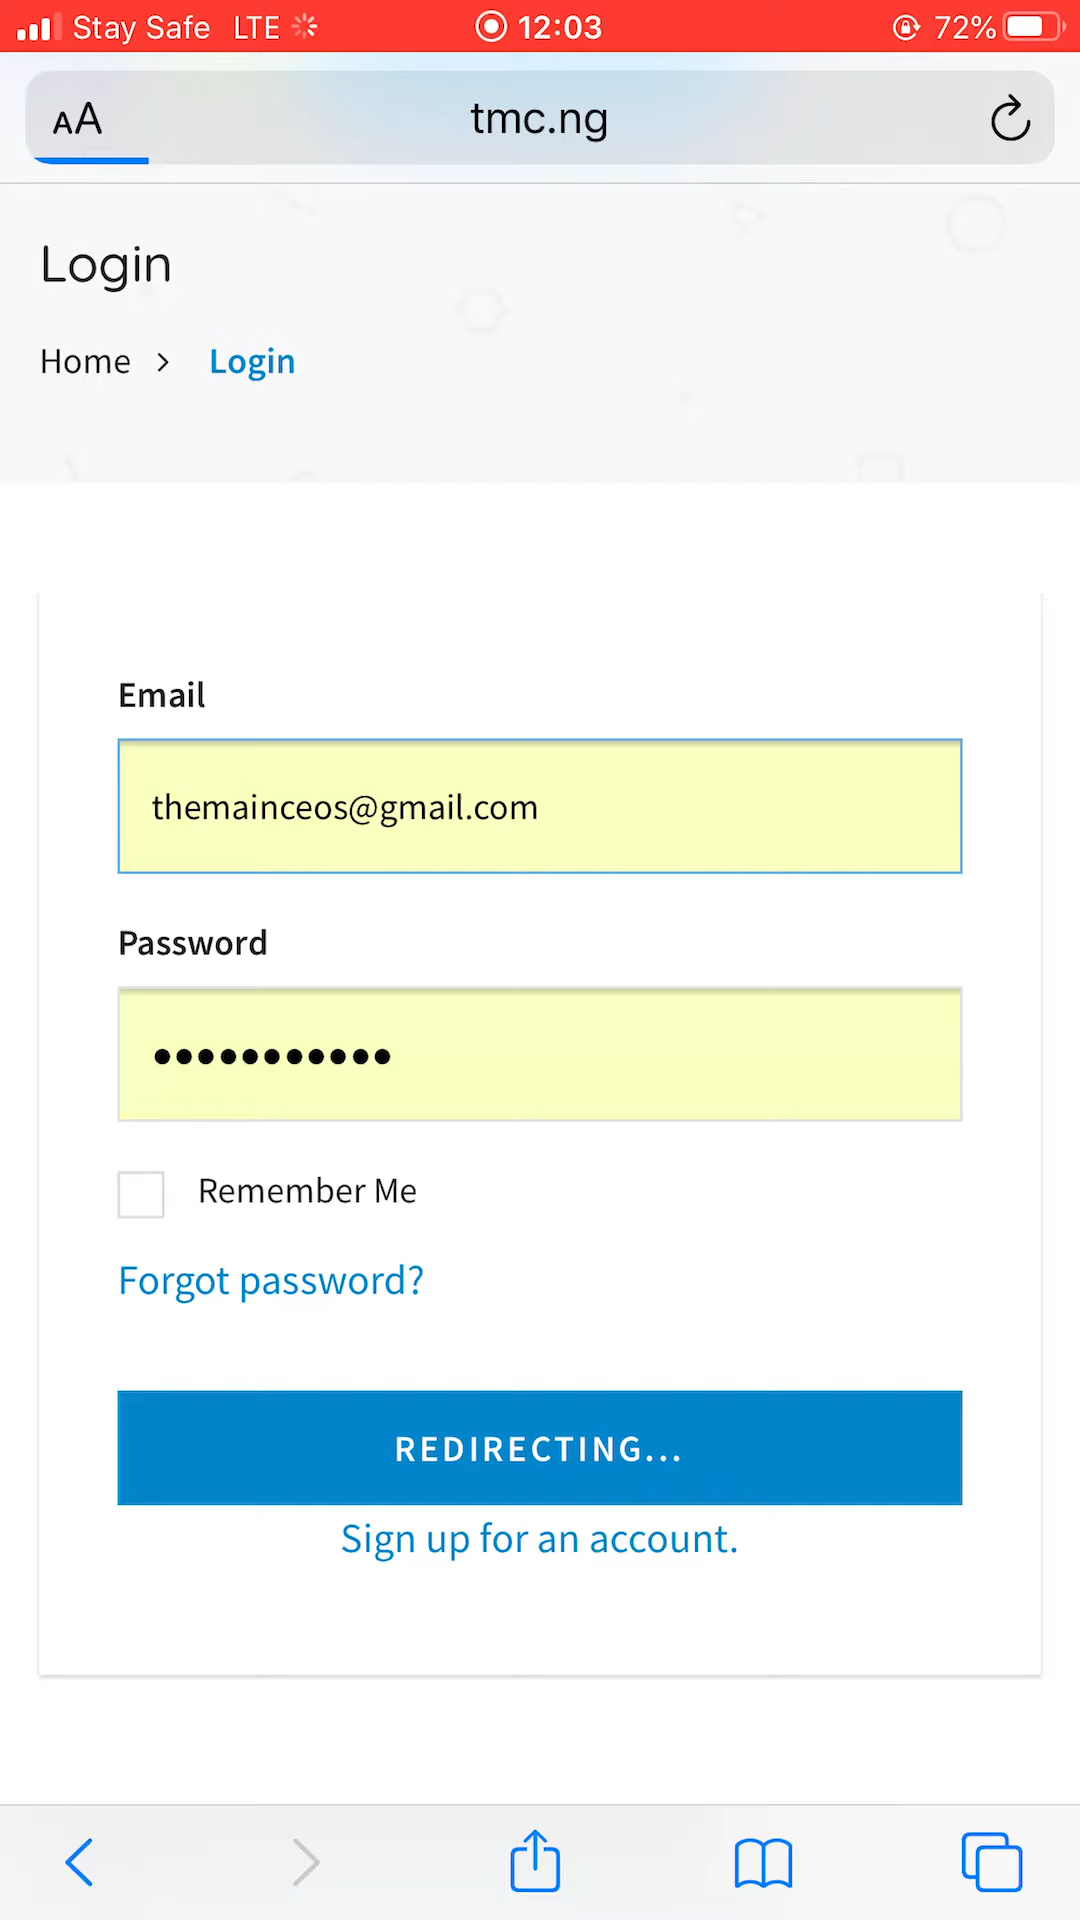 Stay Safe LTE 12:03 72%
AA tmc.ng
Login
Home > Login
Email
themainceos@gmail.com
Password
•••••••••••
Remember Me
Forgot password?
REDIRECTING...
Sign up for an account.